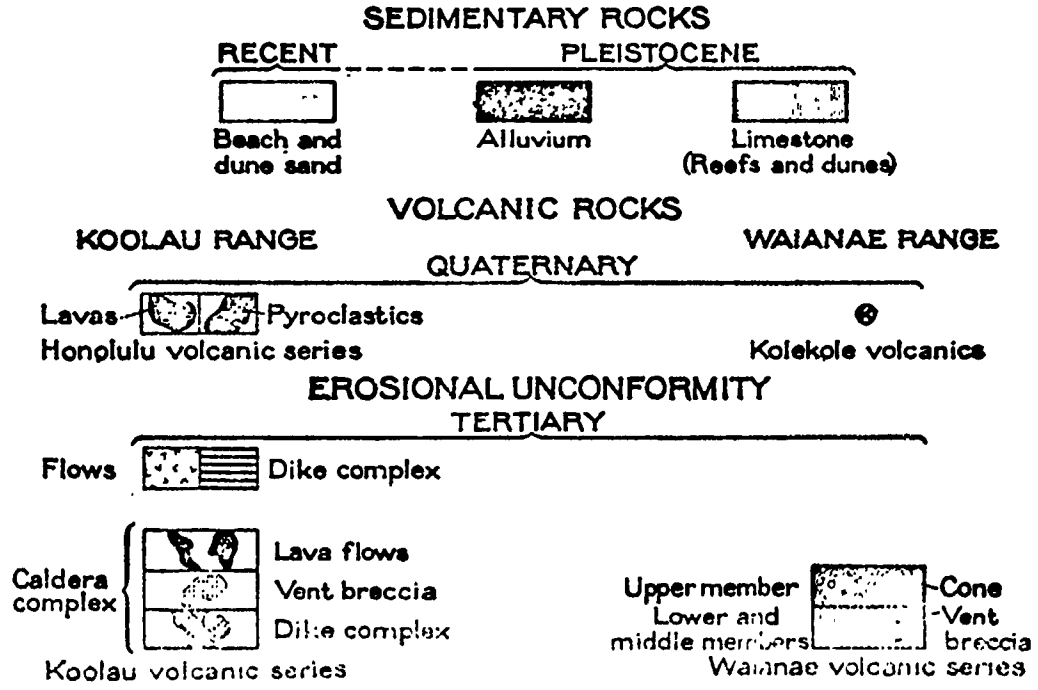 SEDIMENTARY ROCKS
RECENT PLEISTOCENE
Beach and dune sand
Alluvium
Limestone (Reefs and dunes)
VOLCANIC ROCKS
KOOLAU RANGE WAIANAE RANGE
QUATERNARY
Lavas Pyroclastics
Honolulu volcanic series Kolekole volcanics
EROSIONAL UNCONFORMITY
TERTIARY
Flows Dike complex
Caldera complex
Lava flows
Vent breccia
Dike complex
Koolau volcanic series
Upper member Cone
Lower and middle members Vent breccia
Waianae volcanic series